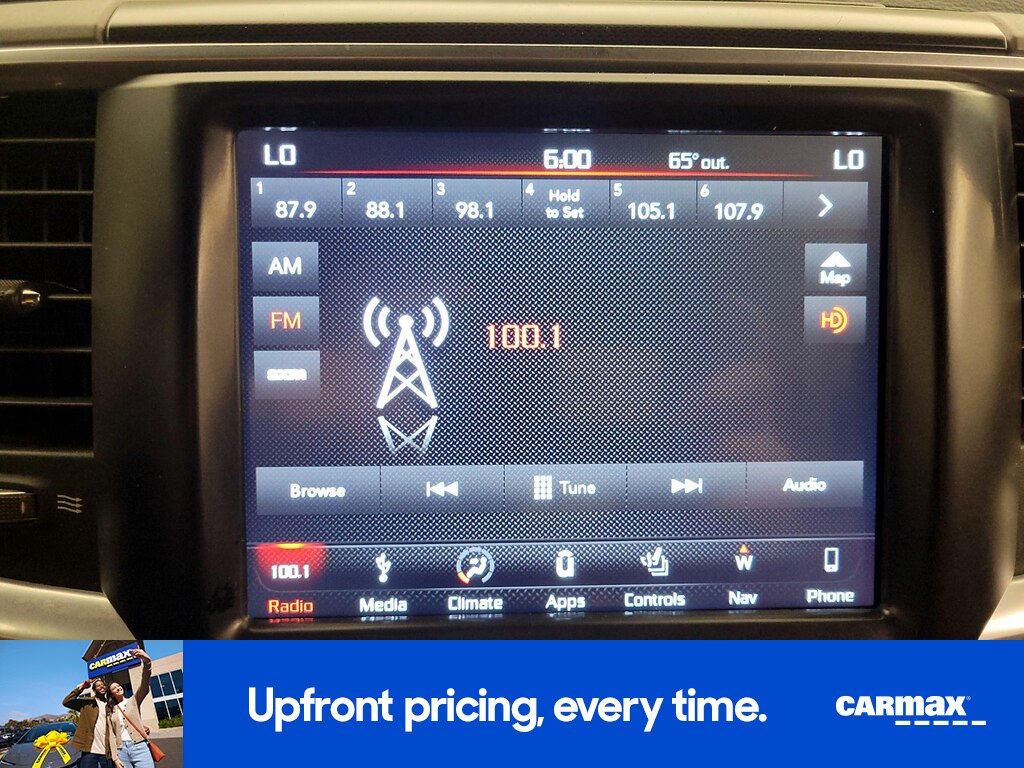 LO 6:00 65° out. LO
1 87.9 2 88.1 3 98.1 4 Hold to Set 5 105.1 6 107.9
AM
Map
FM
HD
100.1
Browse Tune Audio
100.1 W
Radio Media Climate Apps Controls Nav Phone
CARMAX
Upfront pricing, every time.
CARMAX